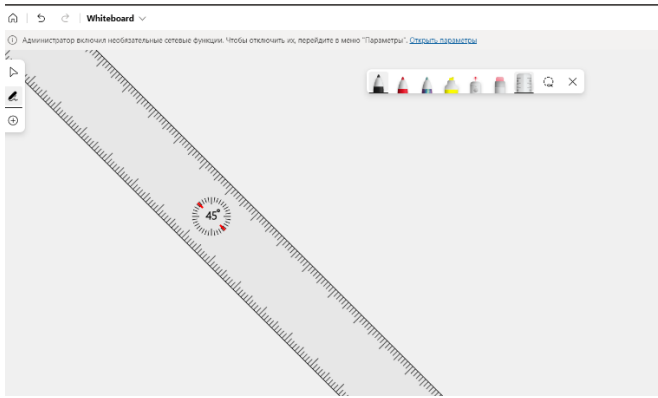 Whiteboard
Администратор включил необязательные сетевые функции. Чтобы отключить их, перейдите в меню "Параметры". Открыть параметры
45°